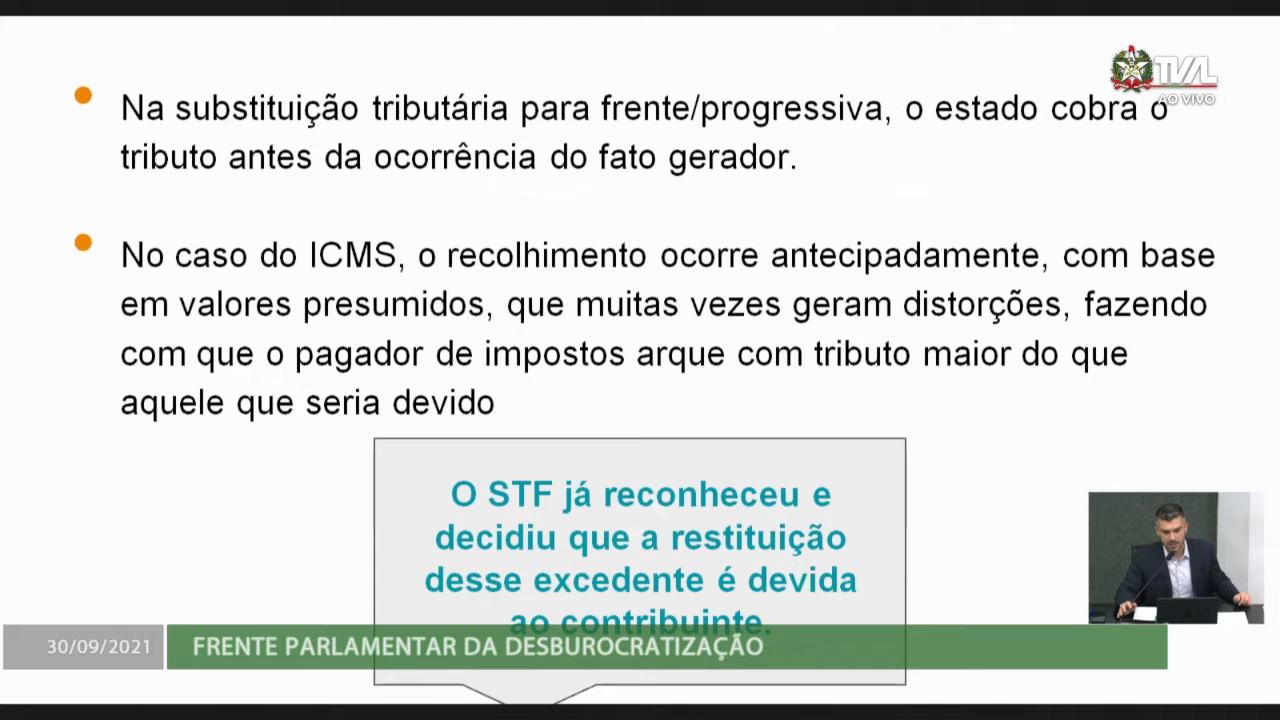 TVAL
AO VIVO
Na substituição tributária para frente/progressiva, o estado cobra o
tributo antes da ocorrência do fato gerador.
No caso do ICMS, o recolhimento ocorre antecipadamente, com base
em valores presumidos, que muitas vezes geram distorções, fazendo
com que o pagador de impostos arque com tributo maior do que
aquele que seria devido
O STF já reconheceu e
decidiu que a restituição
desse excedente é devida
ao contribuinte.
30/09/2021
FRENTE PARLAMENTAR DA DESBUROCRATIZAÇÃO